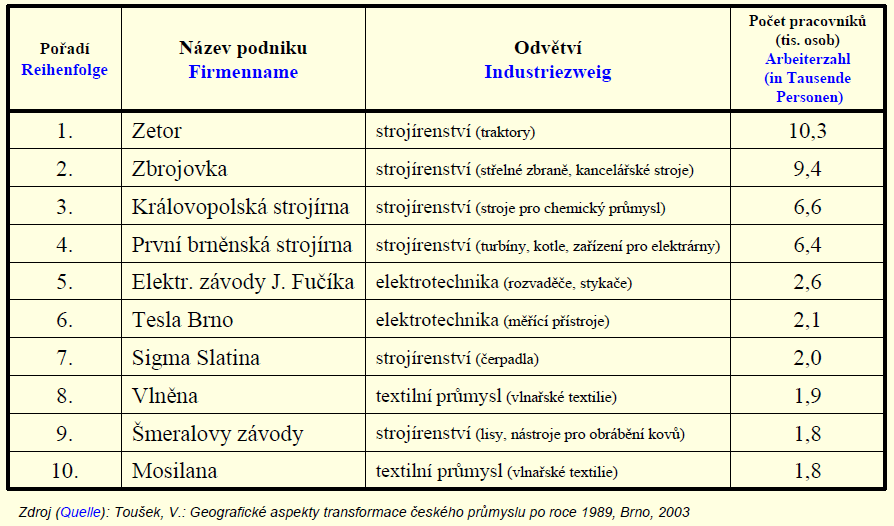 Pořadí
Reihenfolge
Název podniku
Firmenname
Odvětví
Industriezweig
Počet pracovníků
(tis. osob)
Arbeiterzahl
(in Tausende
Personen)
1. Zetor strojírenství (traktory) 10,3
2. Zbrojovka strojírenství (střelné zbraně, kancelářské stroje) 9,4
3. Královopolská strojírna strojírenství (stroje pro chemický průmysl) 6,6
4. První brněnská strojírna strojírenství (turbíny, kotle, zařízení pro elektrárny) 6,4
5. Elektr. závody J. Fučíka elektrotechnika (rozvaděče, stykače) 2,6
6. Tesla Brno elektrotechnika (měřící přístroje) 2,1
7. Sigma Slatina strojírenství (čerpadla) 2,0
8. Vlněna textilní průmysl (vlnařské textilie) 1,9
9. Šmeralovy závody strojírenství (lisy, nástroje pro obrábění kovů) 1,8
10. Mosilana textilní průmysl (vlnařské textilie) 1,8
Zdroj (Quelle): Toušek, V.: Geografické aspekty transformace českého průmyslu po roce 1989, Brno, 2003